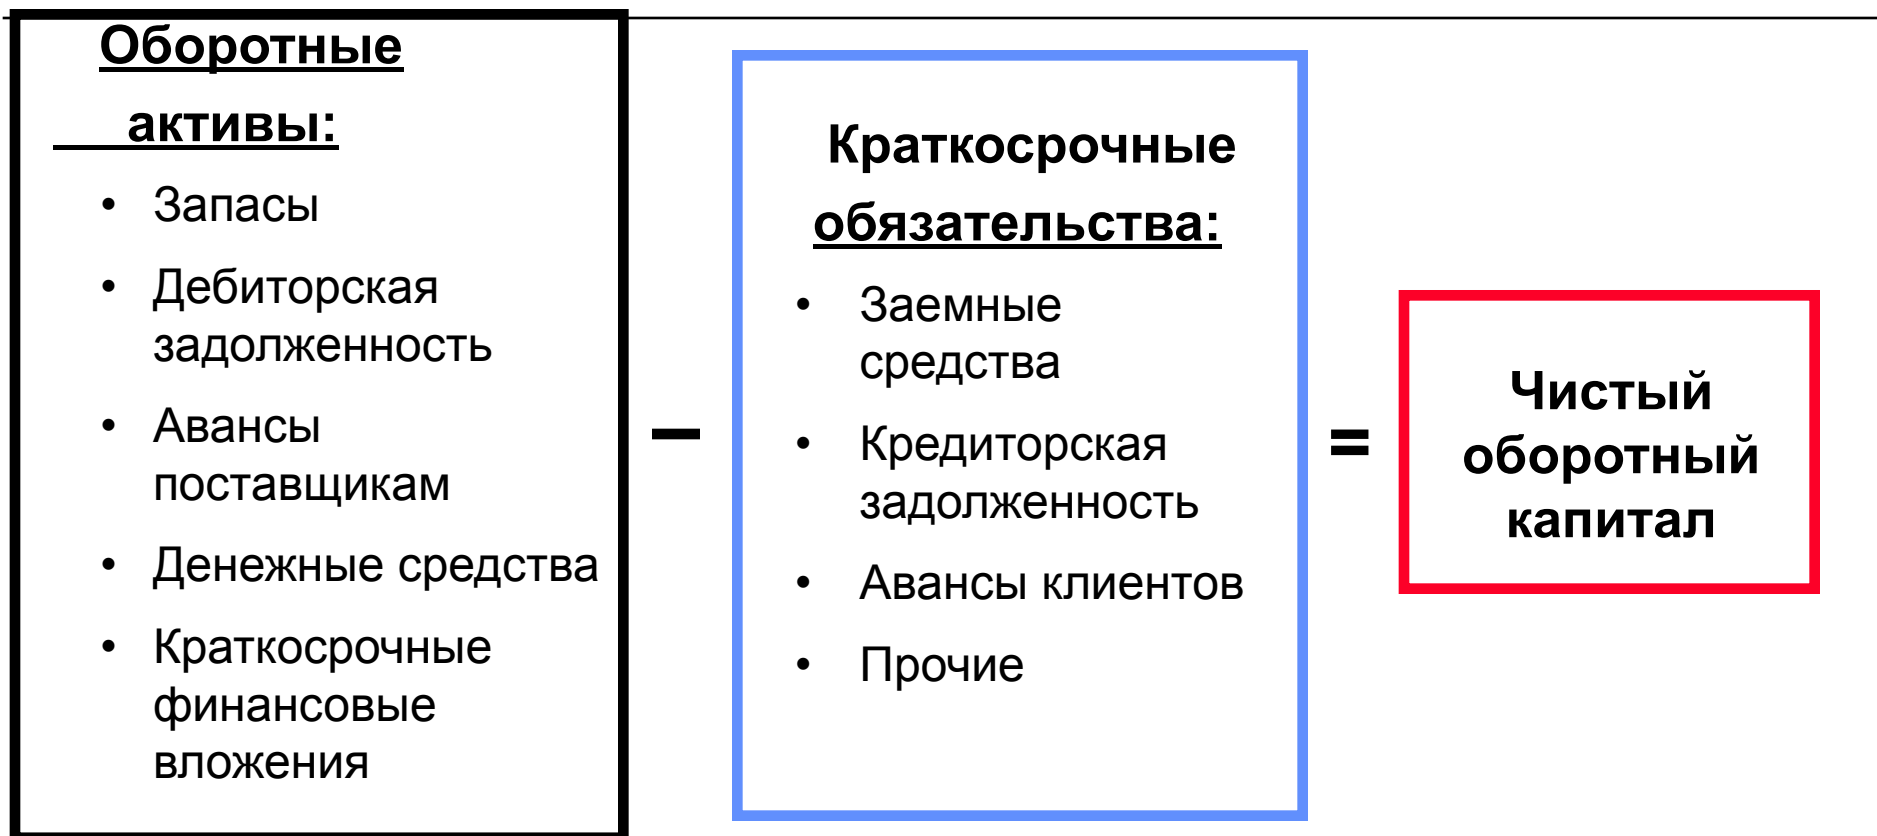 Оборотные
активы:
• Запасы
• Дебиторская
задолженность
• Авансы
поставщикам
• Денежные средства
• Краткосрочные
финансовые
вложения
–
Краткосрочные
обязательства:
• Заемные
средства
• Кредиторская
задолженность
• Авансы клиентов
• Прочие
=
Чистый
оборотный
капитал